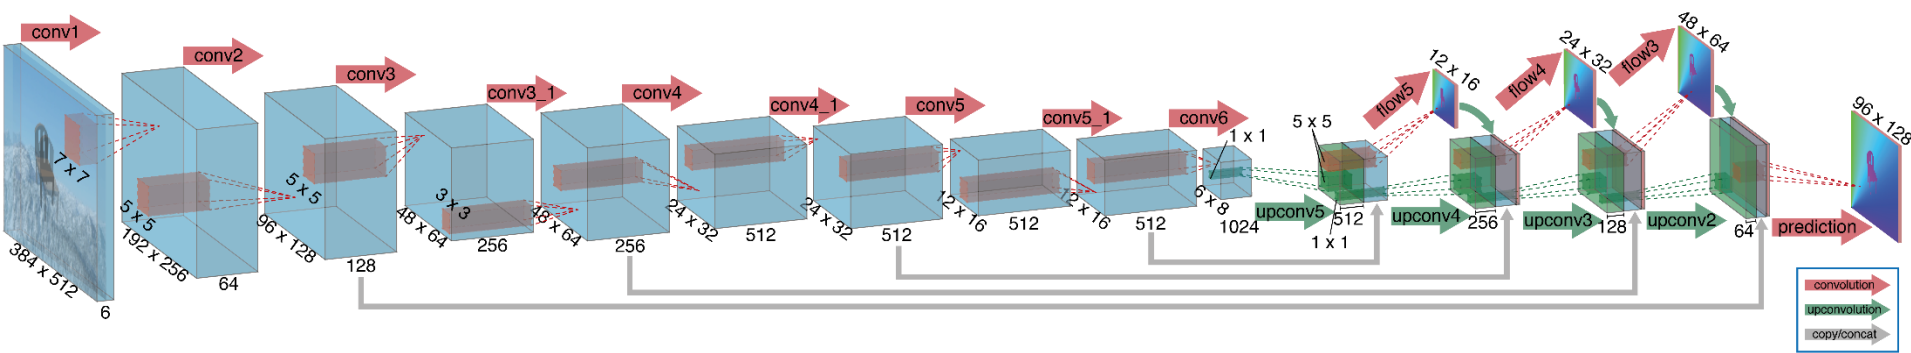 conv1
7 x 7
384 x 512
6
conv2
5 x 5
192 x 256
64
conv3
5 x 5
96 x 128
128
conv3_1
3 x 3
48 x 64
256
conv4
48 x 64
256
conv4_1
24 x 32
512
conv5
24 x 32
512
conv5_1
12 x 16
512
conv6
12 x 16
512
1 x 1
6 x 8
1024
5 x 5
upconv5
512
1 x 1
flow5
12 x 16
upconv4
256
flow4
24 x 32
upconv3
128
flow3
48 x 64
upconv2
64
prediction
96 x 128
convolution
upconvolution
copy/concat